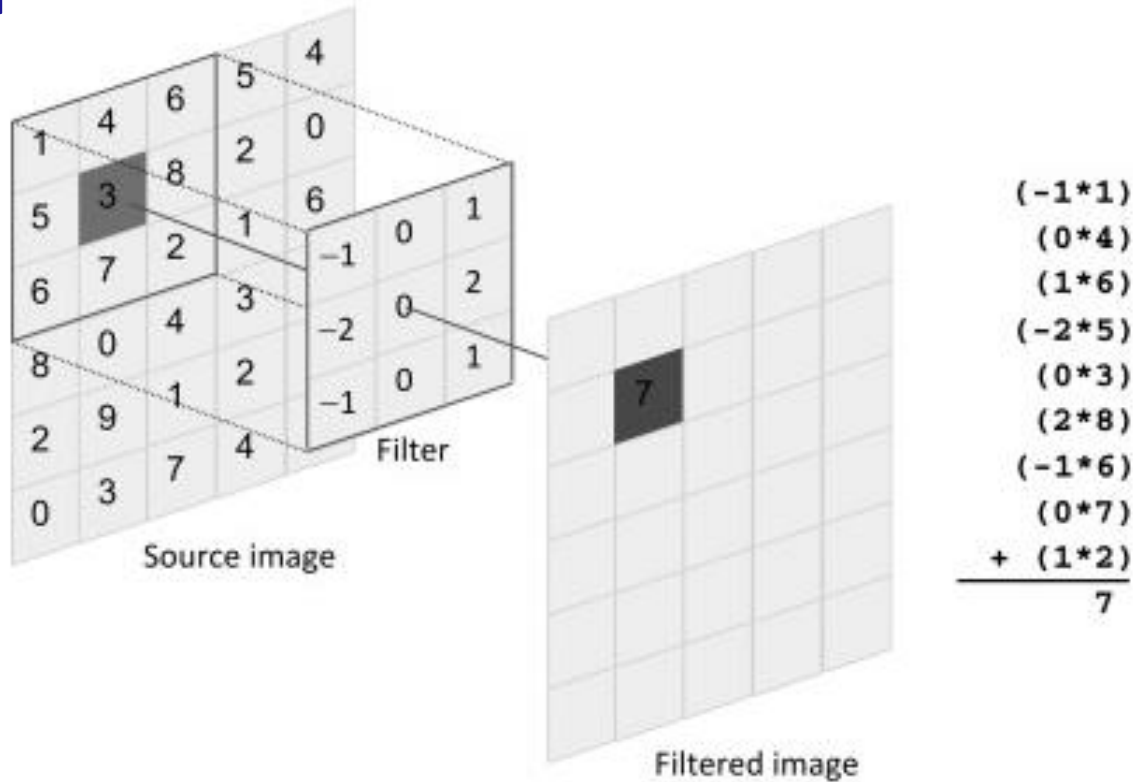 1 4 6 5 4
5 3 8 2 0
6 7 2 1 6
8 0 4 3
2 9 1 2
0 3 7 4
Source image
–1 0 1
–2 0 2
–1 0 1
Filter
7
Filtered image
(-1*1)
(0*4)
(1*6)
(-2*5)
(0*3)
(2*8)
(-1*6)
(0*7)
+ (1*2)
7